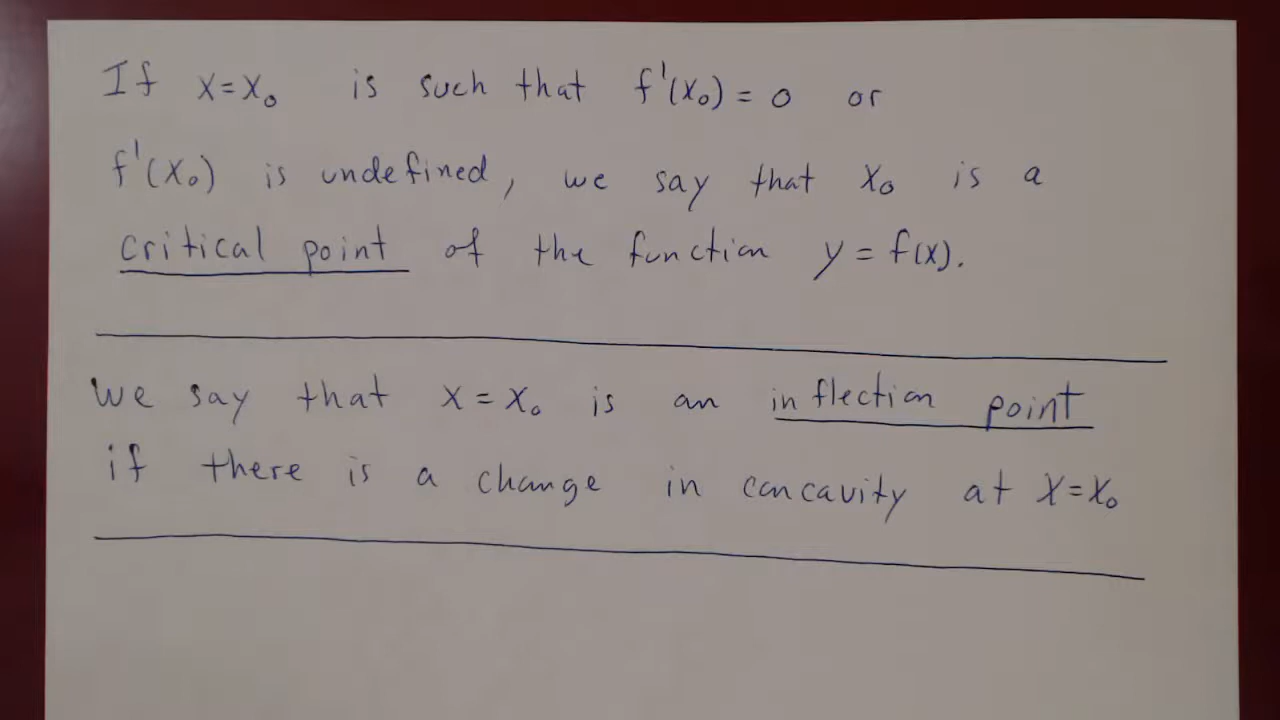 If x=x₀ is such that f'(x₀) = 0 or
f'(x₀) is undefined, we say that x₀ is a
critical point of the function y = f(x).
We say that x = x₀ is an inflection point
if there is a change in concavity at x=x₀